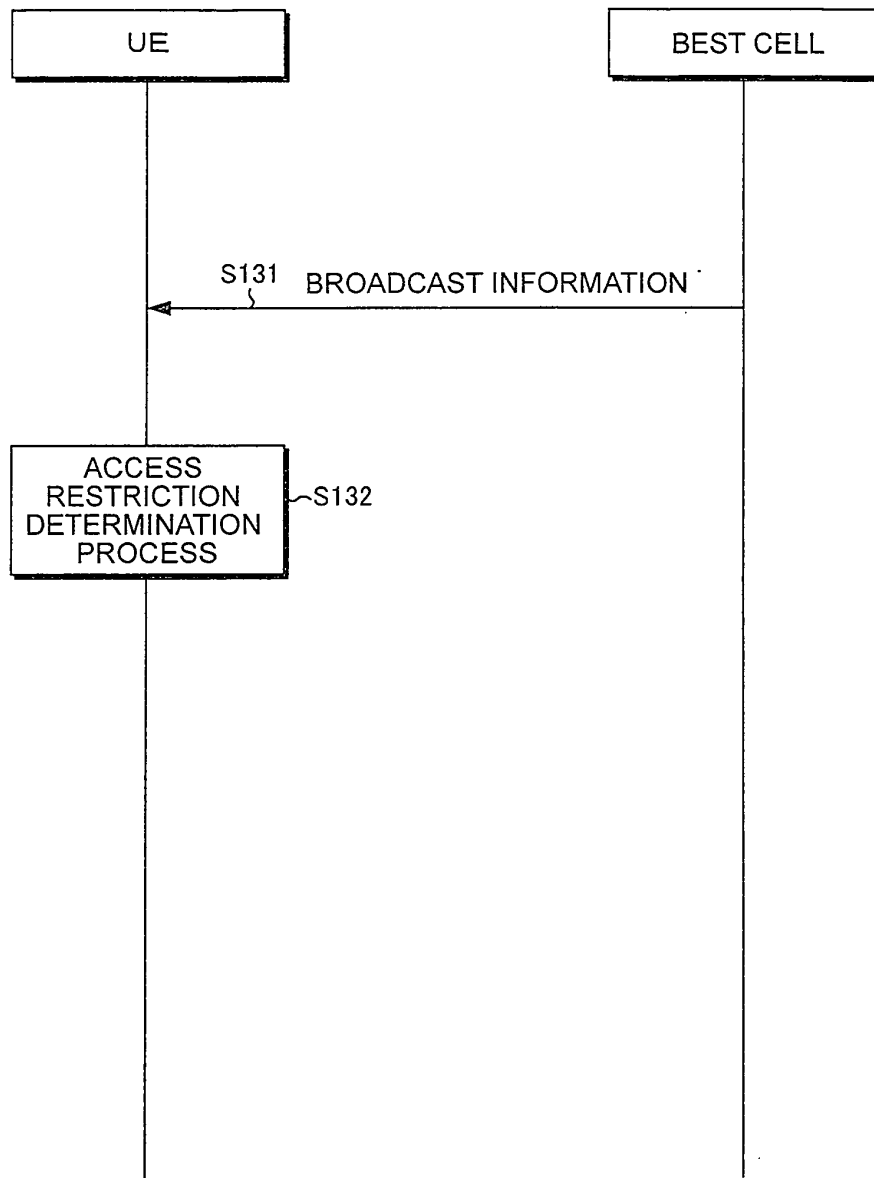 UE
BEST CELL
S131
BROADCAST INFORMATION
ACCESS
RESTRICTION
DETERMINATION
PROCESS
S132